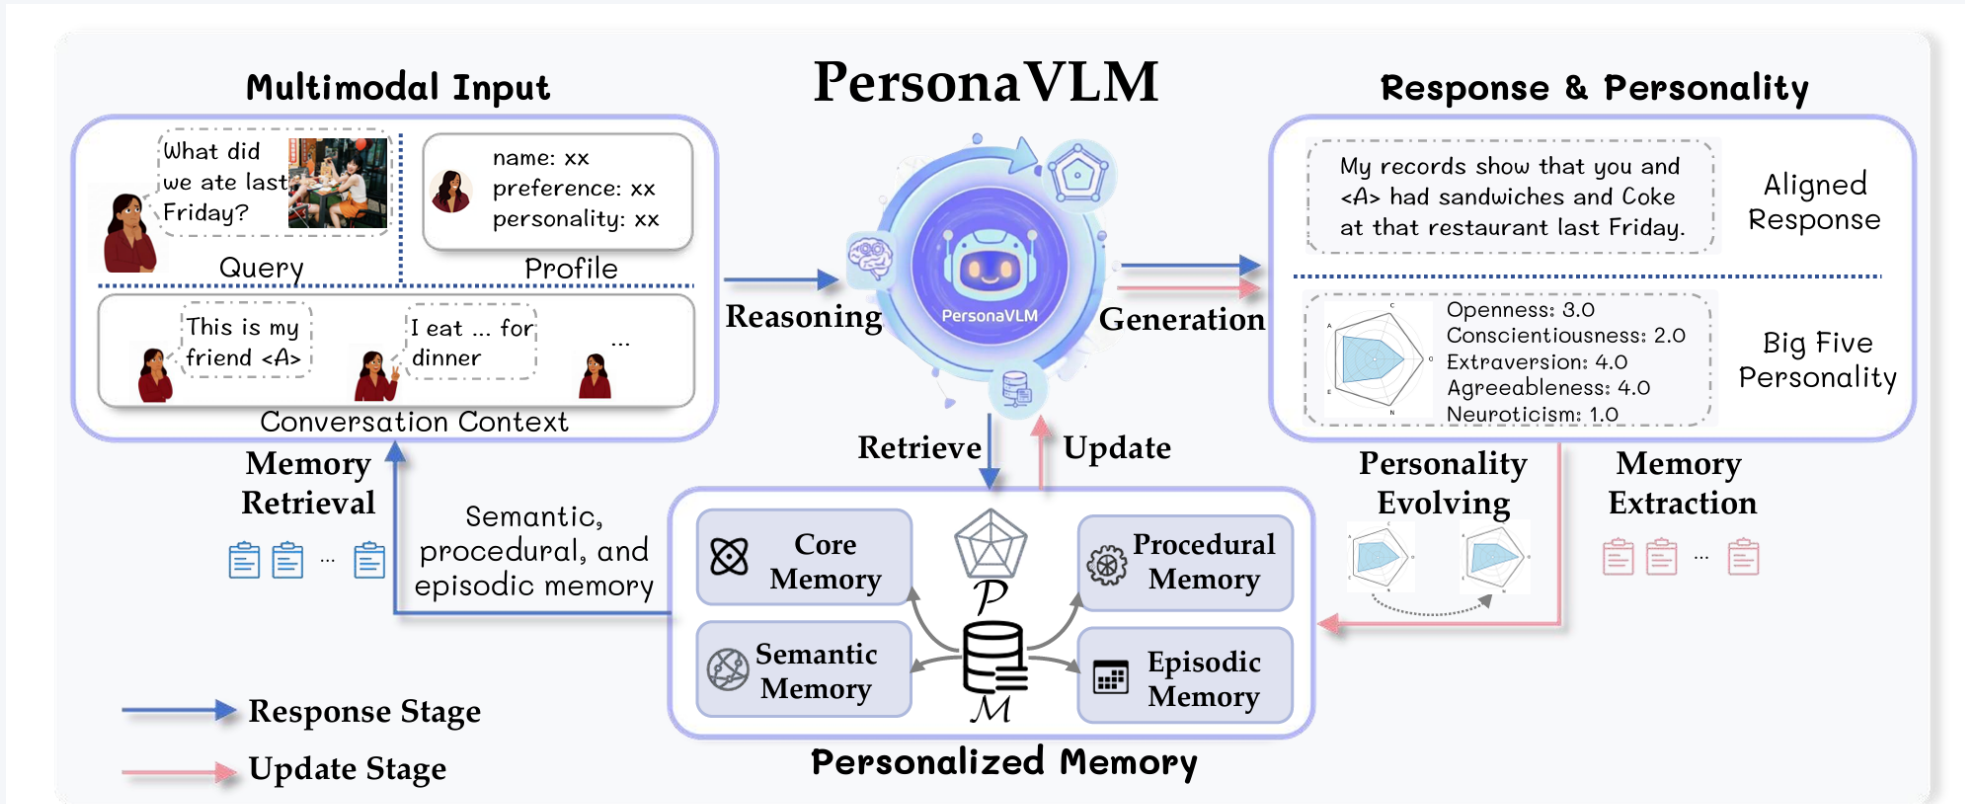 PersonaVLM
Multimodal Input
What did
we ate last
Friday?
Query
name: xx
preference: xx
personality: xx
Profile
This is my
friend <A>
I eat ... for
dinner
...
Conversation Context
Reasoning
PersonaVLM
Generation
Response & Personality
My records show that you and
<A> had sandwiches and Coke
at that restaurant last Friday.
Aligned
Response
C
A
O
E
N
Openness: 3.0
Conscientiousness: 2.0
Extraversion: 4.0
Agreeableness: 4.0
Neuroticism: 1.0
Big Five
Personality
Memory
Retrieval
...
Semantic,
procedural, and
episodic memory
Retrieve
Update
Personality
Evolving
Memory
Extraction
...
Core
Memory
Semantic
Memory
P
M
Procedural
Memory
Episodic
Memory
Personalized Memory
Response Stage
Update Stage